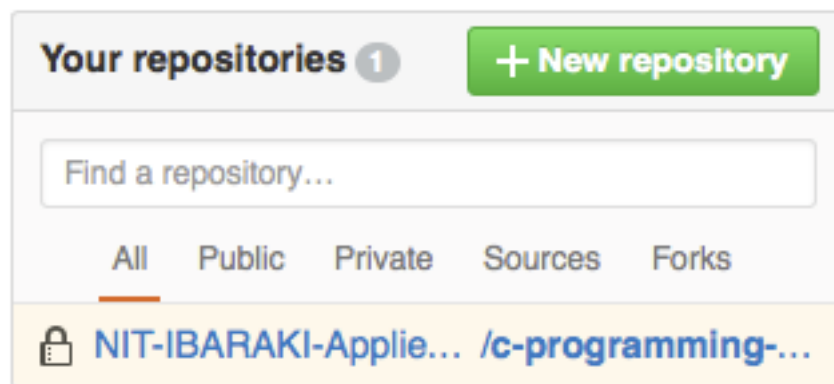 Your repositories 1 + New repository
Find a repository…
All Public Private Sources Forks
NIT-IBARAKI-Applie… /c-programming-…